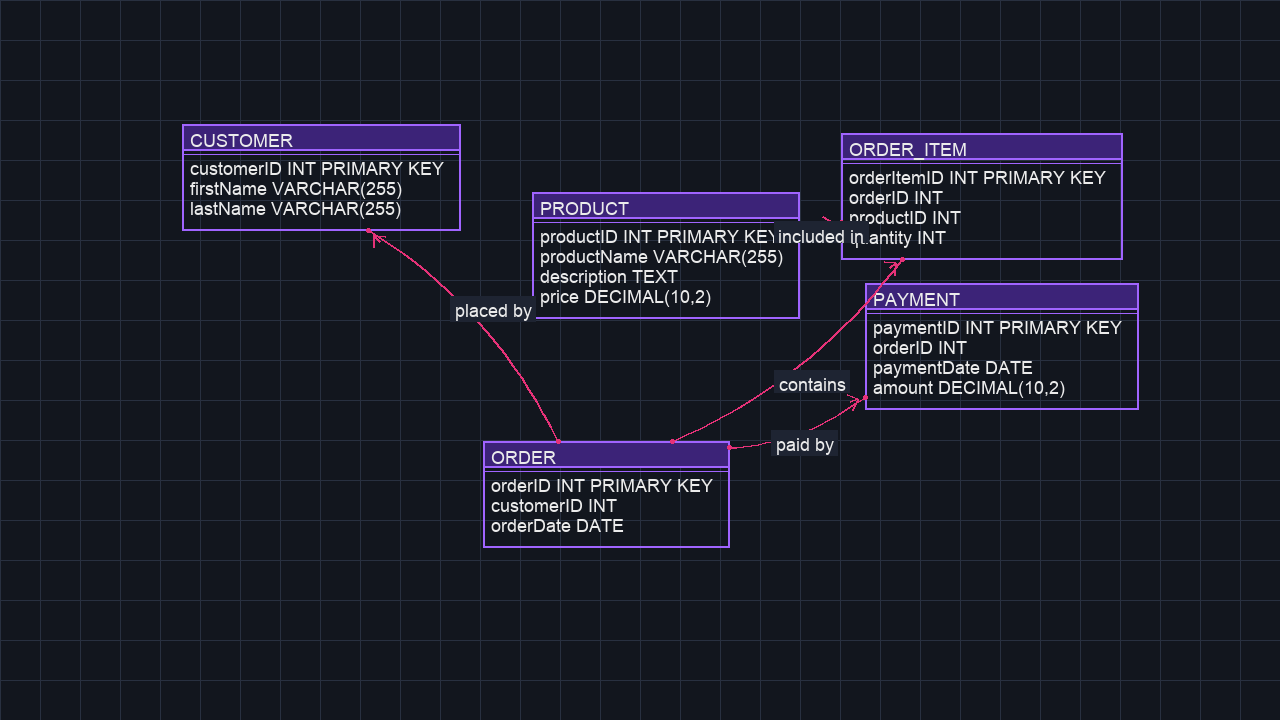 CUSTOMER
customerID INT PRIMARY KEY
firstName VARCHAR(255)
lastName VARCHAR(255)
PRODUCT
productID INT PRIMARY KEY
productName VARCHAR(255)
description TEXT
price DECIMAL(10,2)
included in
ORDER_ITEM
orderItemID INT PRIMARY KEY
orderID INT
productID INT
INT
PAYMENT
paymentID INT PRIMARY KEY
orderID INT
paymentDate DATE
amount DECIMAL(10,2)
placed by
contains
paid by
ORDER
orderID INT PRIMARY KEY
customerID INT
orderDate DATE